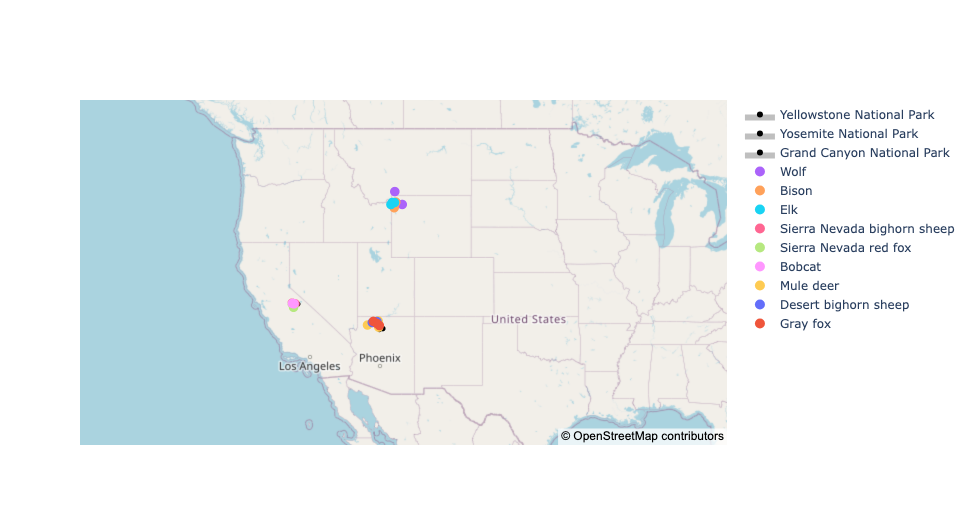 Yellowstone National Park
Yosemite National Park
Grand Canyon National Park
Wolf
Bison
Elk
Sierra Nevada bighorn sheep
Sierra Nevada red fox
Bobcat
Mule deer
Desert bighorn sheep
Gray fox
United States
Phoenix
Los Angeles
© OpenStreetMap contributors